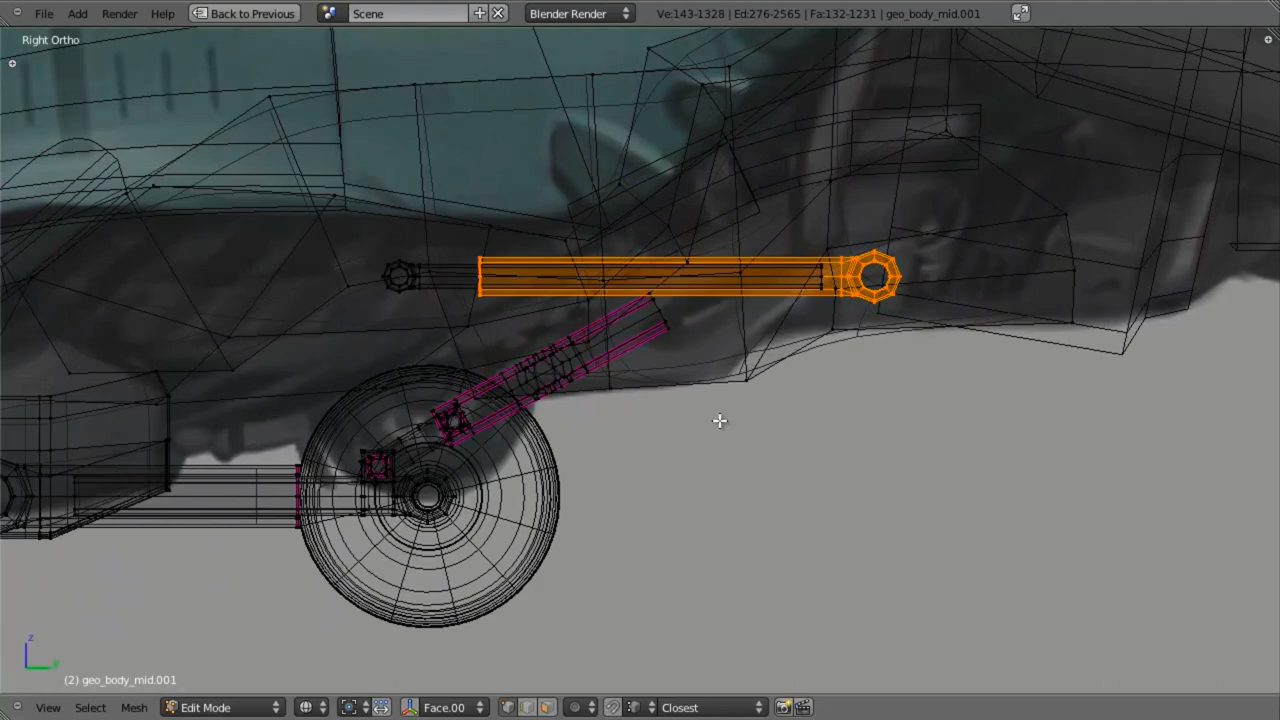 File Add Render Help Back to Previous Scene Blender Render Ve:143-1328 | Ed:276-2565 | Fa:132-1231 | geo_body_mid.001
Right Ortho
z
y
(2) geo_body_mid.001
View Select Mesh Edit Mode Face.00 Closest